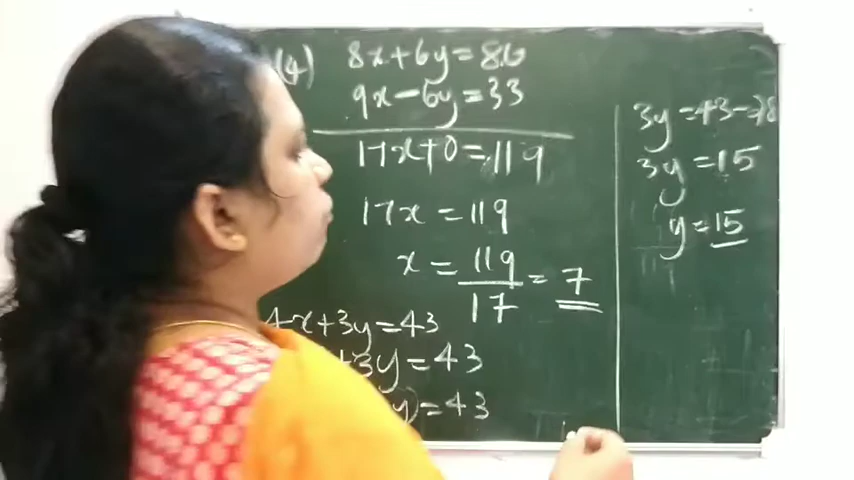 (4) 8x+6y=86
9x-6y=33
17x+0=119
17x=119
x=119/17=7
4x+3y=43
+3y=43
y=43
3y=43-28
3y=15
y=15